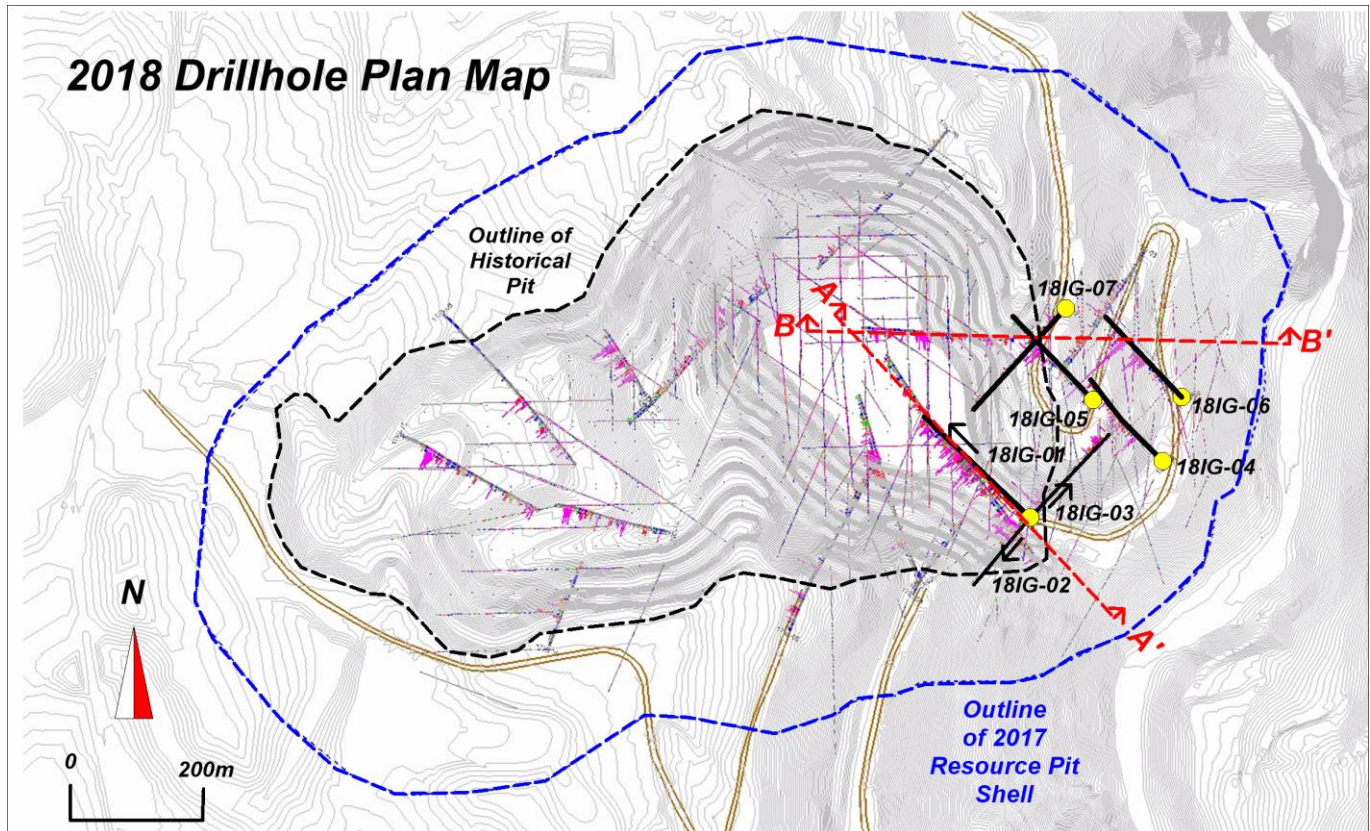 2018 Drillhole Plan Map
Outline of
Historical
Pit
18IG-07
A
B
B'
18IG-05
18IG-06
18IG-01
18IG-04
18IG-03
18IG-02
A'
N
0
200m
Outline
of 2017
Resource Pit
Shell